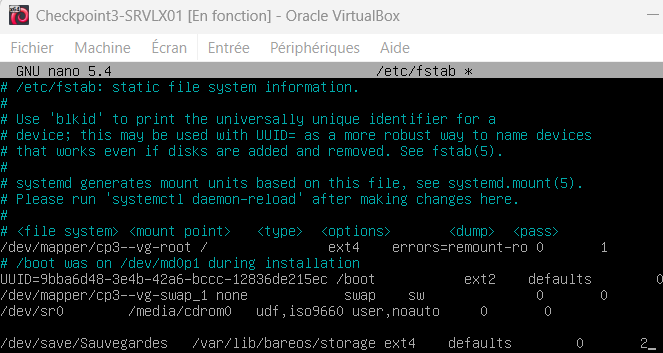 Checkpoint3-SRVLX01 [En fonction] - Oracle VirtualBox
Fichier Machine Écran Entrée Périphériques Aide
GNU nano 5.4 /etc/fstab *
# /etc/fstab: static file system information.
#
# Use 'blkid' to print the universally unique identifier for a
# device; this may be used with UUID= as a more robust way to name devices
# that works even if disks are added and removed. See fstab(5).
#
# systemd generates mount units based on this file, see systemd.mount(5).
# Please run 'systemctl daemon-reload' after making changes here.
#
# <file system> <mount point> <type> <options> <dump> <pass>
/dev/mapper/cp3--vg-root / ext4 errors=remount-ro 0 1
# /boot was on /dev/md0p1 during installation
UUID=9bba6d48-3e4b-42a6-bccc-12836de215ec /boot ext2 defaults 0
/dev/mapper/cp3--vg-swap_1 none swap sw 0 0
/dev/sr0 /media/cdrom0 udf,iso9660 user,noauto 0 0
/dev/save/Sauvegardes /var/lib/bareos/storage ext4 defaults 0 2_